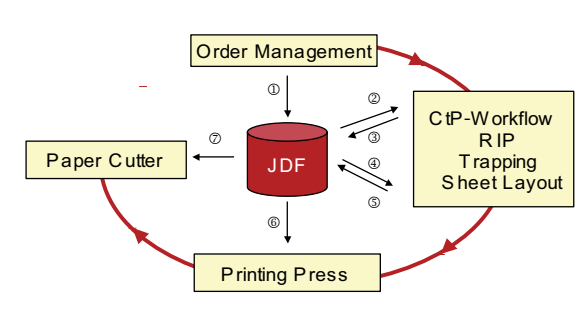 Order Management
①
②
CtP-Workflow
RIP
Trapping
Sheet Layout
③
⑦
Paper Cutter
JDF
④
⑤
⑥
Printing Press